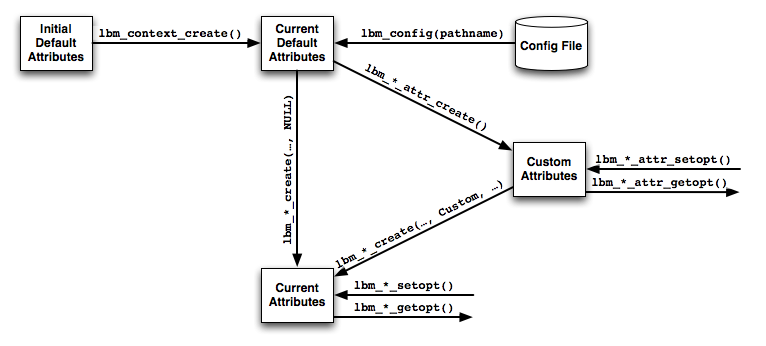 Initial
Default
Attributes
lbm_context_create()
Current
Default
Attributes
lbm_config(pathname)
Config File
lbm_*_attr_create()
lbm_*_create(…, NULL)
Custom
Attributes
lbm_*_attr_setopt()
lbm_*_attr_getopt()
lbm_*_create(…, Custom, …)
Current
Attributes
lbm_*_setopt()
lbm_*_getopt()